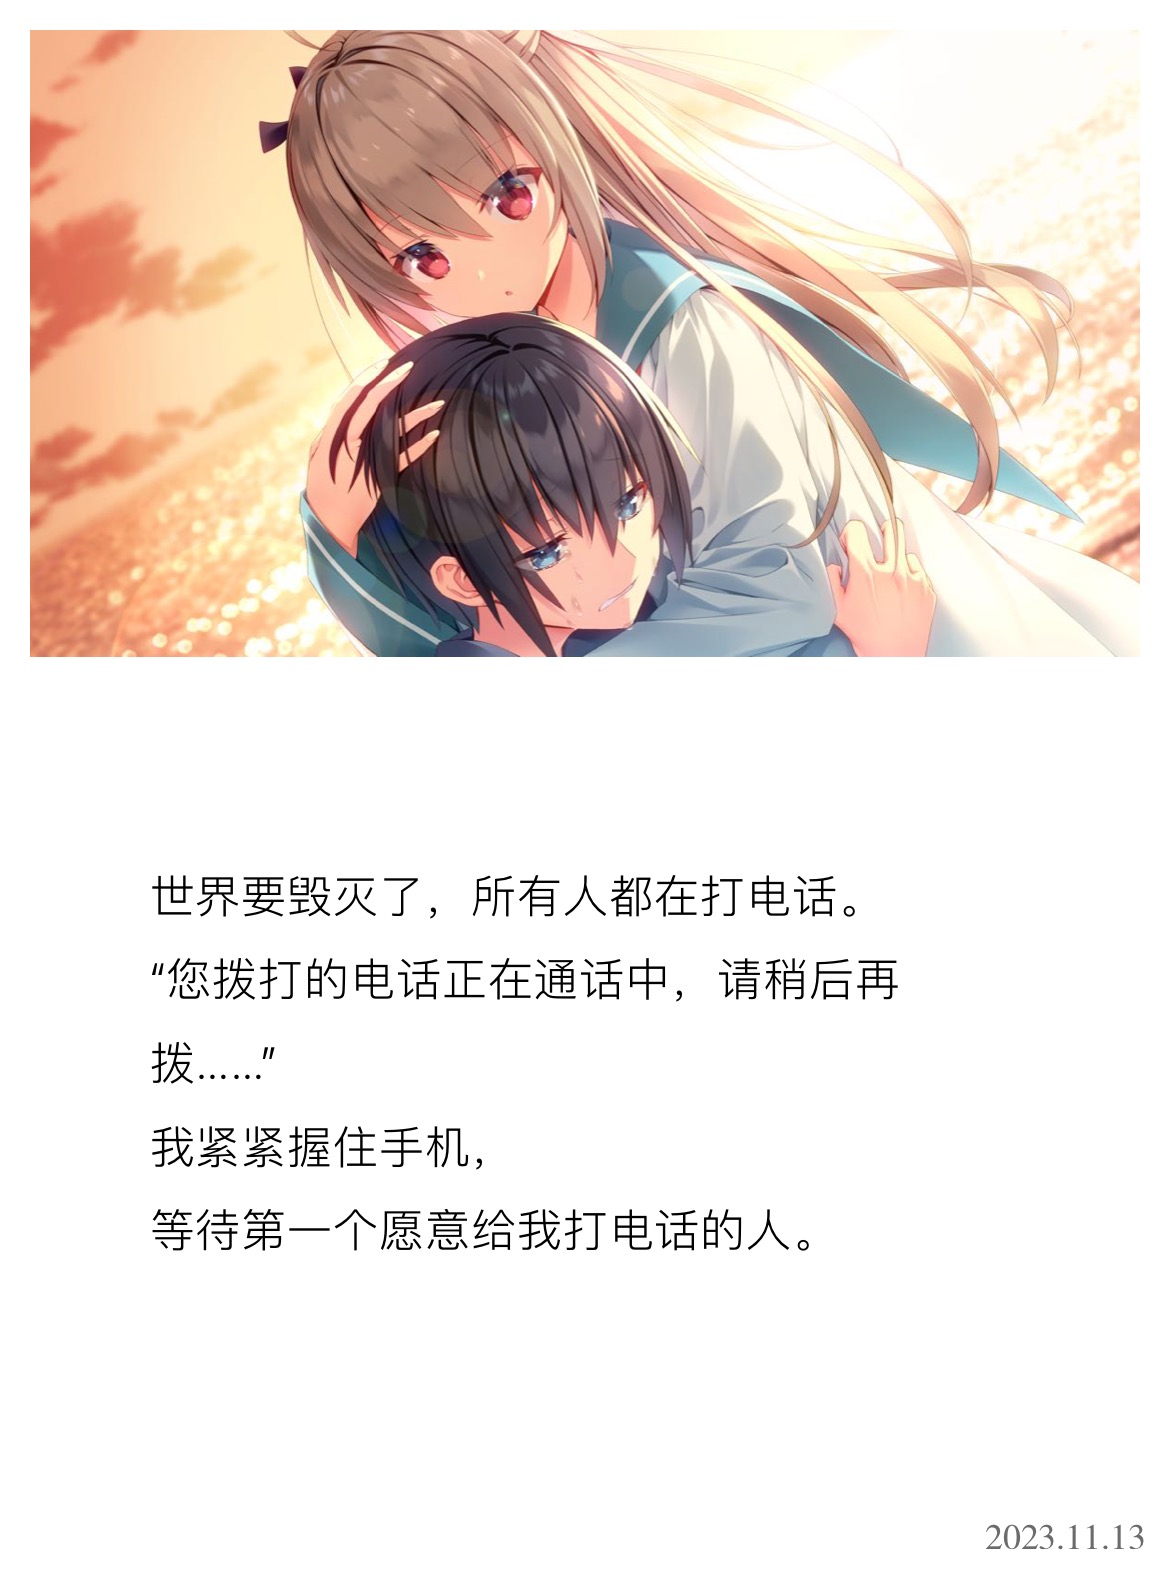 世界要毁灭了，所有人都在打电话。
“您拨打的电话正在通话中，请稍后再
拨……”
我紧紧握住手机，
等待第一个愿意给我打电话的人。
2023.11.13